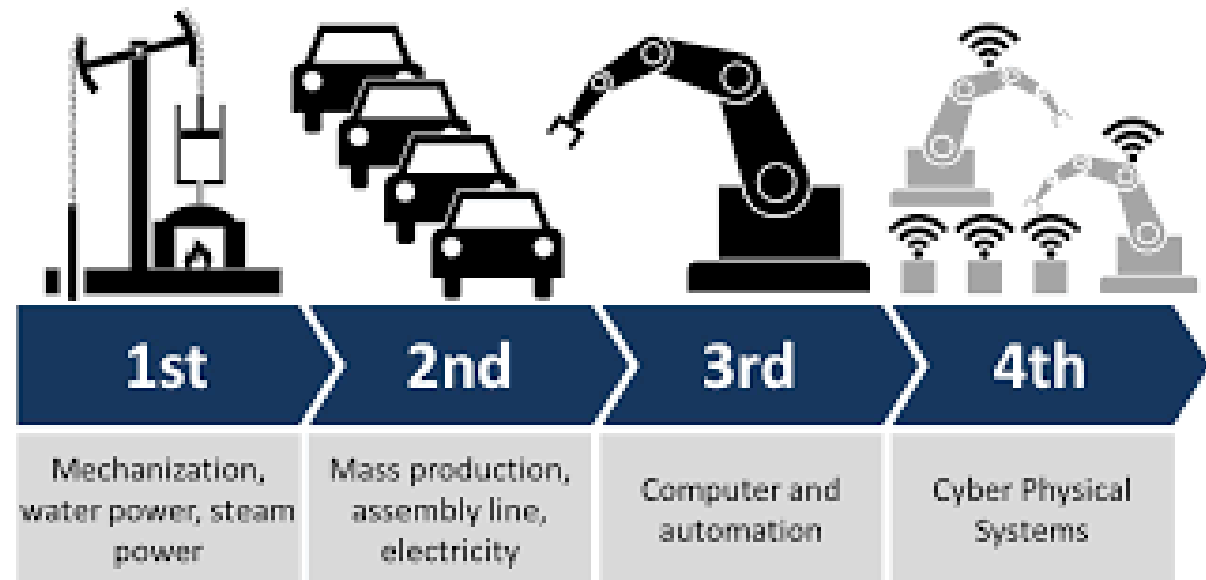 1st
2nd
3rd
4th
Mechanization,
water power, steam
power
Mass production,
assembly line,
electricity
Computer and
automation
Cyber Physical
Systems